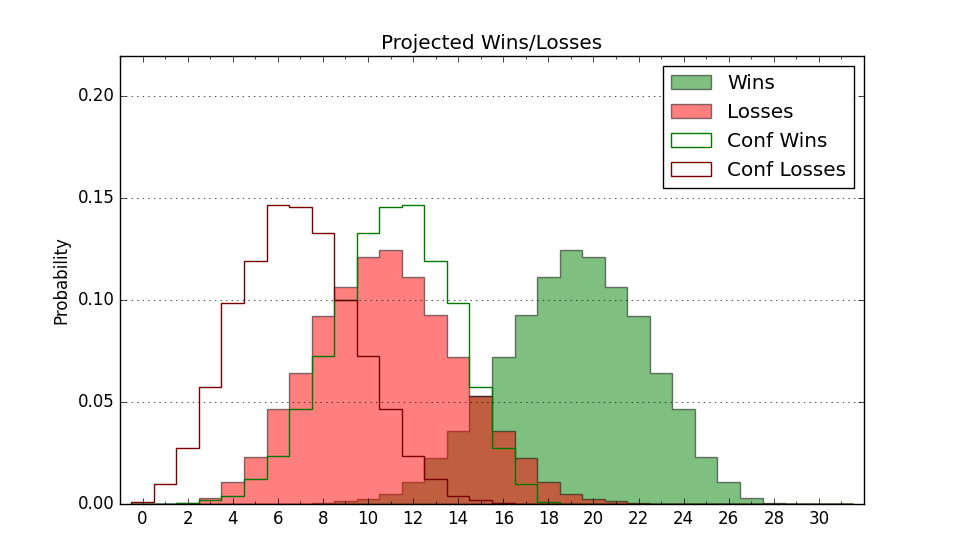 Projected Wins/Losses
Wins
Losses
Conf Wins
Conf Losses
Probability
0.20
0.15
0.10
0.05
0.00
0 2 4 6 8 10 12 14 16 18 20 22 24 26 28 30